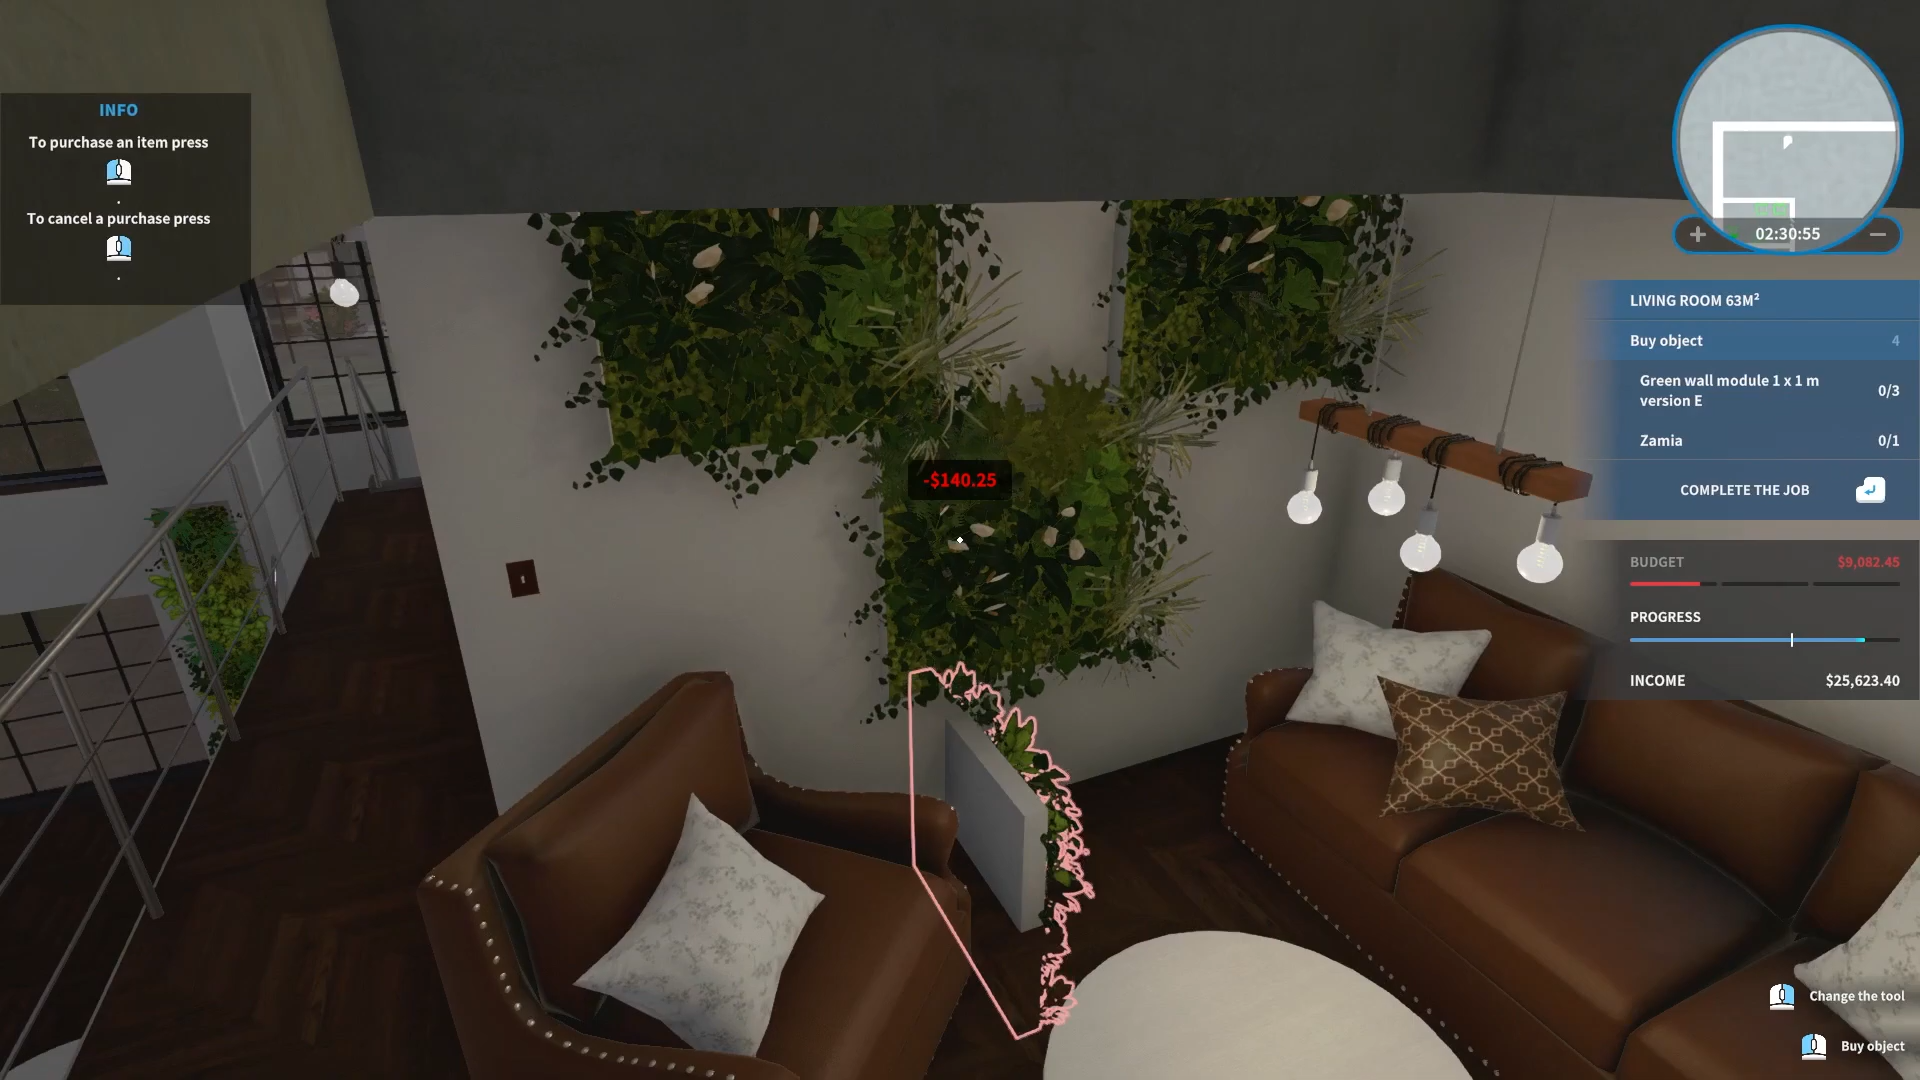 INFO
To purchase an item press
.
To cancel a purchase press
.
-$140.25
02:30:55
LIVING ROOM 63M²
Buy object 4
Green wall module 1 x 1 m
version E 0/3
Zamia 0/1
COMPLETE THE JOB
BUDGET $9,082.45
PROGRESS
INCOME $25,623.40
Change the tool
Buy object